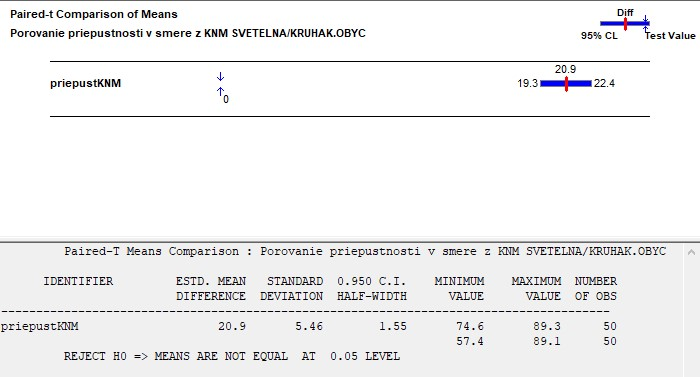 Paired-t Comparison of Means
Diff
Porovanie priepustnosti v smere z KNM SVETELNA/KRUHAK.OBYC
95% CL Test Value
20.9
priepustKNM 19.3 22.4
0
Paired-T Means Comparison : Porovanie priepustnosti v smere z KNM SVETELNA/KRUHAK.OBYC
IDENTIFIER ESTD. MEAN STANDARD 0.950 C.I. MINIMUM MAXIMUM NUMBER
DIFFERENCE DEVIATION HALF-WIDTH VALUE VALUE OF OBS
priepustKNM 20.9 5.46 1.55 74.6 89.3 50
57.4 89.1 50
REJECT H0 => MEANS ARE NOT EQUAL AT 0.05 LEVEL